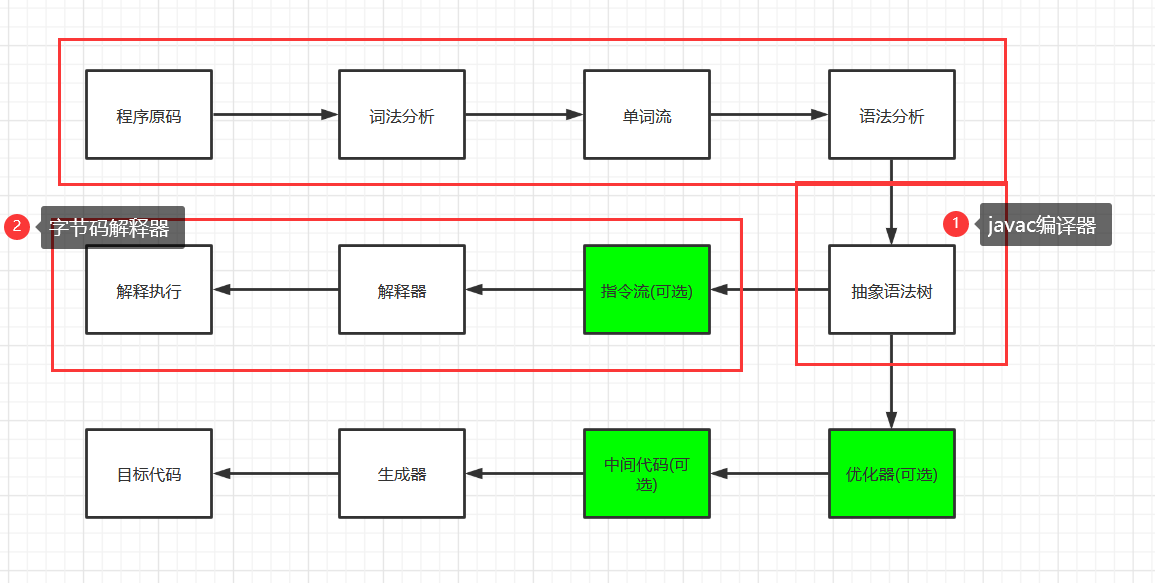 程序原码
词法分析
单词流
语法分析
2
字节码解释器
1
javac编译器
解释执行
解释器
指令流(可选)
抽象语法树
目标代码
生成器
中间代码(可
选)
优化器(可选)